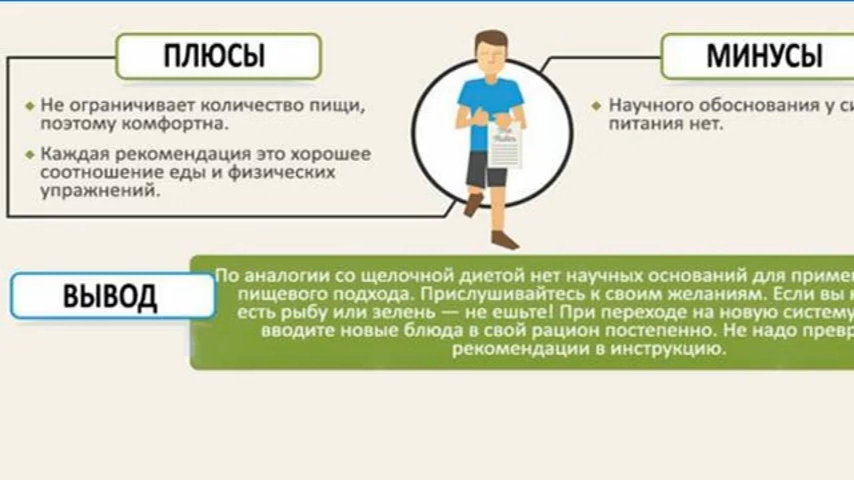 ПЛЮСЫ
Не ограничивает количество пищи,
поэтому комфортна.
Каждая рекомендация это хорошее
соотношение еды и физических
упражнений.
The
Rules
МИНУСЫ
Научного обоснования у
питания нет.
ВЫВОД
По аналогии со щелочной диетой нет научных оснований для
пищевого подхода. Прислушивайтесь к своим желаниям. Если вы
есть рыбу или зелень — не ешьте! При переходе на новую систему
вводите новые блюда в свой рацион постепенно. Не надо
рекомендации в инструкцию.